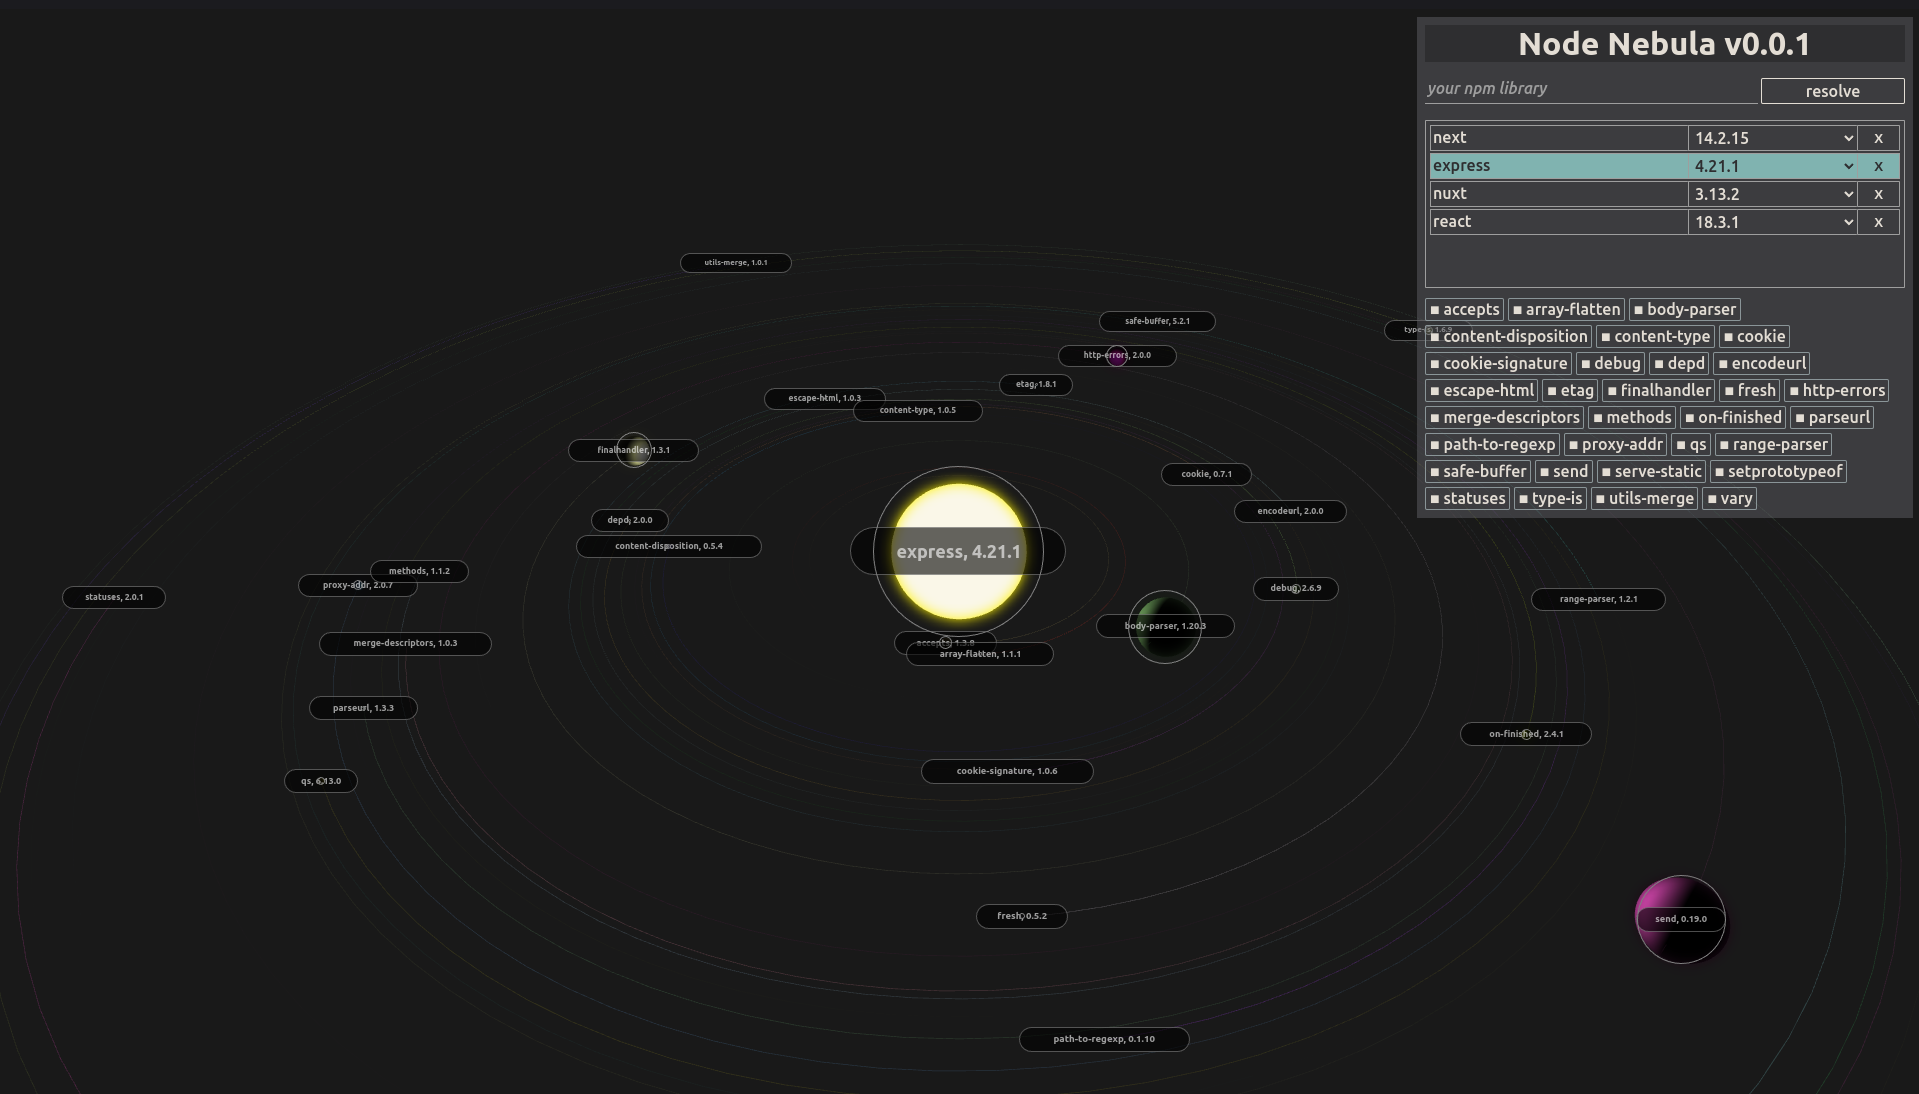 Node Nebula v0.0.1
your npm library
resolve
next 14.2.15 x
express 4.21.1 x
nuxt 3.13.2 x
react 18.3.1 x
accepts array-flatten body-parser
content-disposition content-type cookie
cookie-signature debug depd encodeurl
escape-html etag finalhandler fresh http-errors
merge-descriptors methods on-finished parseurl
path-to-regexp proxy-addr qs range-parser
safe-buffer send serve-static setprototypeof
statuses type-is utils-merge vary
utils-merge, 1.0.1
safe-buffer, 5.2.1
type-is, 1.6.9
http-errors, 2.0.0
etag, 1.8.1
escape-html, 1.0.3
content-type, 1.0.5
finalhandler, 1.3.1
cookie, 0.7.1
encodeurl, 2.0.0
depd, 2.0.0
content-disposition, 0.5.4
express, 4.21.1
methods, 1.1.2
proxy-addr, 2.0.7
debug, 2.6.9
statuses, 2.0.1
range-parser, 1.2.1
body-parser, 1.20.3
accepts, 1.3.8
merge-descriptors, 1.0.3
array-flatten, 1.1.1
parseurl, 1.3.3
on-finished, 2.4.1
cookie-signature, 1.0.6
qs, 6.13.0
fresh, 0.5.2
send, 0.19.0
path-to-regexp, 0.1.10